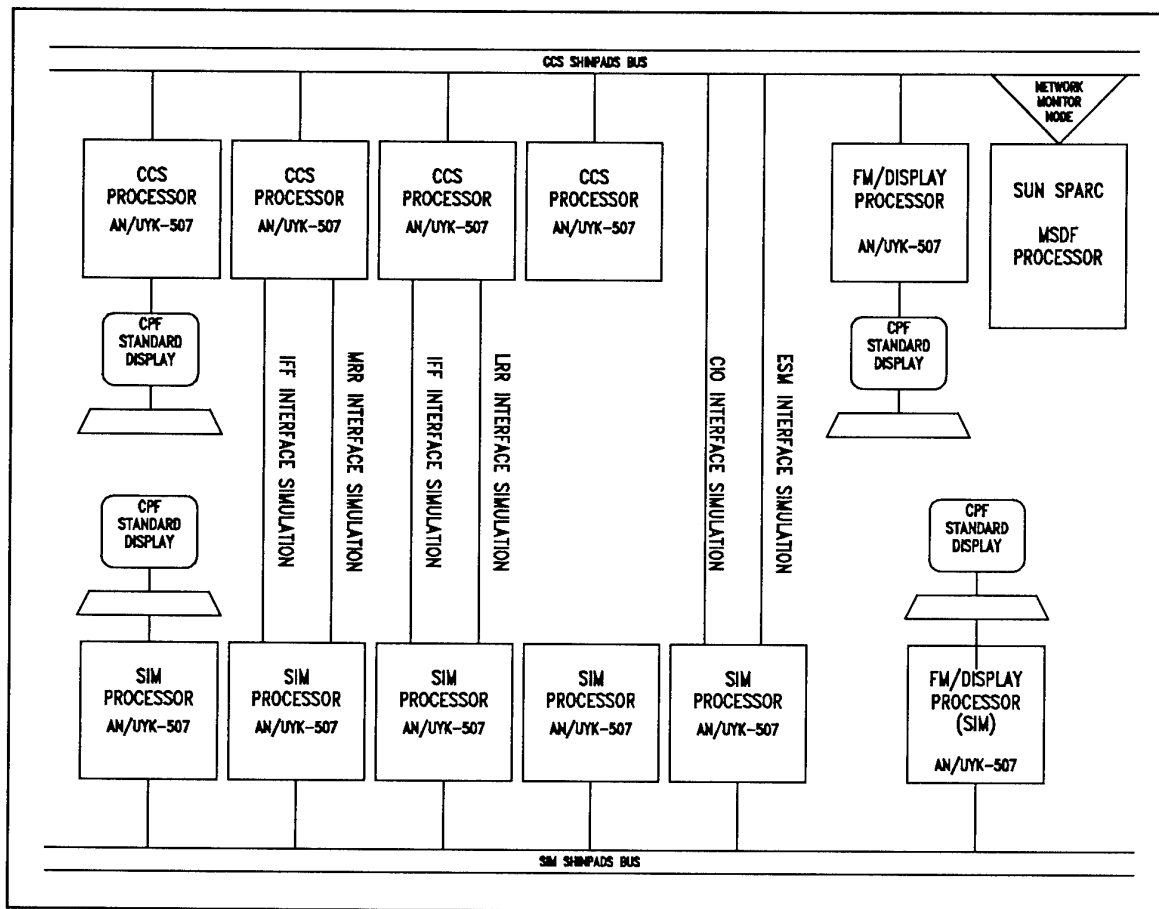 CCS SHINPADS BUS
NETWORK
MONITOR
NODE
CCS
PROCESSOR
AN/UYK-507
CCS
PROCESSOR
AN/UYK-507
CCS
PROCESSOR
AN/UYK-507
CCS
PROCESSOR
AN/UYK-507
FM/DISPLAY
PROCESSOR
AN/UYK-507
SUN SPARC
MSDF
PROCESSOR
CPF
STANDARD
DISPLAY
CPF
STANDARD
DISPLAY
IFF INTERFACE SIMULATION
MRR INTERFACE SIMULATION
IFF INTERFACE SIMULATION
LRR INTERFACE SIMULATION
CIO INTERFACE SIMULATION
ESM INTERFACE SIMULATION
CPF
STANDARD
DISPLAY
CPF
STANDARD
DISPLAY
SIM
PROCESSOR
AN/UYK-507
SIM
PROCESSOR
AN/UYK-507
SIM
PROCESSOR
AN/UYK-507
SIM
PROCESSOR
AN/UYK-507
SIM
PROCESSOR
AN/UYK-507
FM/DISPLAY
PROCESSOR
(SIM)
AN/UYK-507
SIM SHINPADS BUS